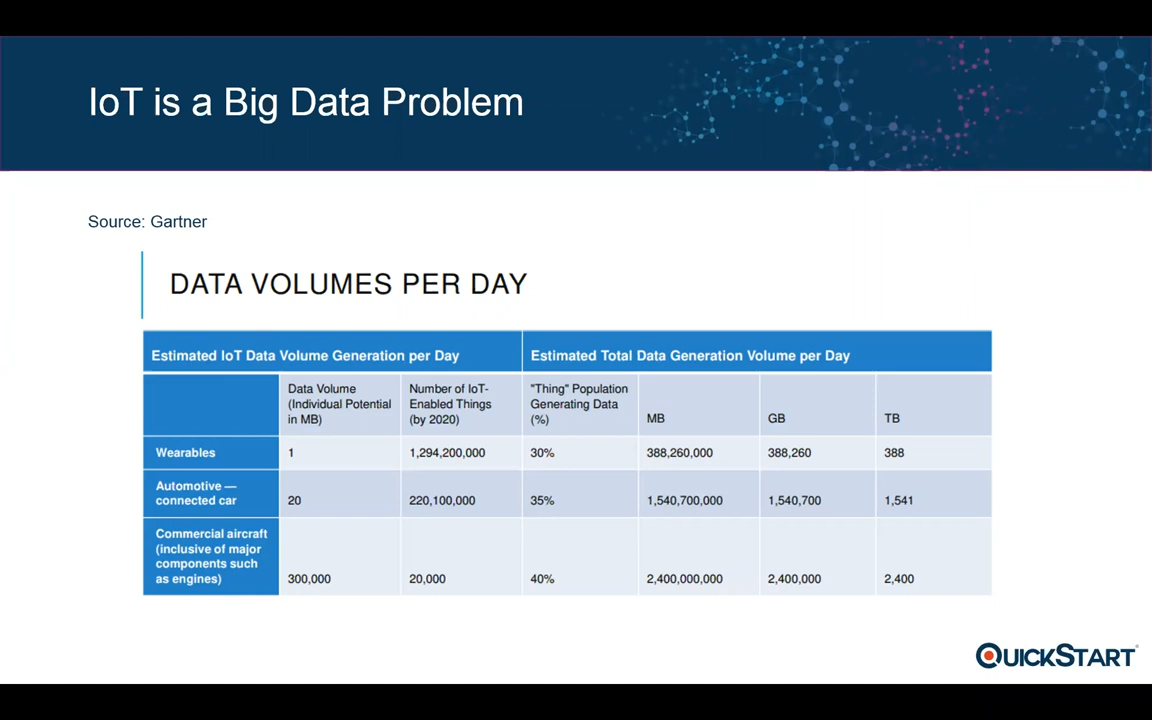 IoT is a Big Data Problem
Source: Gartner
DATA VOLUMES PER DAY
Estimated IoT Data Volume Generation per Day
Estimated Total Data Generation Volume per Day
Data Volume
(Individual Potential
in MB)
Number of IoT-
Enabled Things
(by 2020)
"Thing" Population
Generating Data
(%)
MB
GB
TB
Wearables
1
1,294,200,000
30%
388,260,000
388,260
388
Automotive —
connected car
20
220,100,000
35%
1,540,700,000
1,540,700
1,541
Commercial aircraft
(inclusive of major
components such
as engines)
300,000
20,000
40%
2,400,000,000
2,400,000
2,400
QUICKSTART